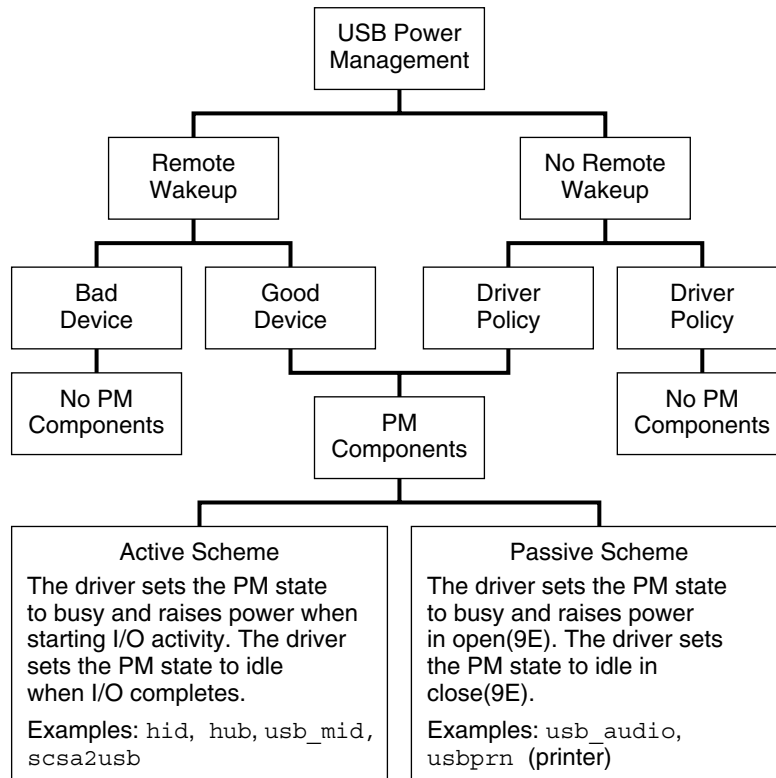 USB Power
Management
Remote
Wakeup
No Remote
Wakeup
Bad
Device
Good
Device
Driver
Policy
Driver
Policy
No PM
Components
PM
Components
No PM
Components
Active Scheme
The driver sets the PM state
to busy and raises power when
starting I/O activity. The driver
sets the PM state to idle
when I/O completes.
Examples: hid, hub, usb_mid,
scsa2usb
Passive Scheme
The driver sets the PM state
to busy and raises power
in open(9E). The driver sets
the PM state to idle in
close(9E).
Examples: usb_audio,
usbprn (printer)